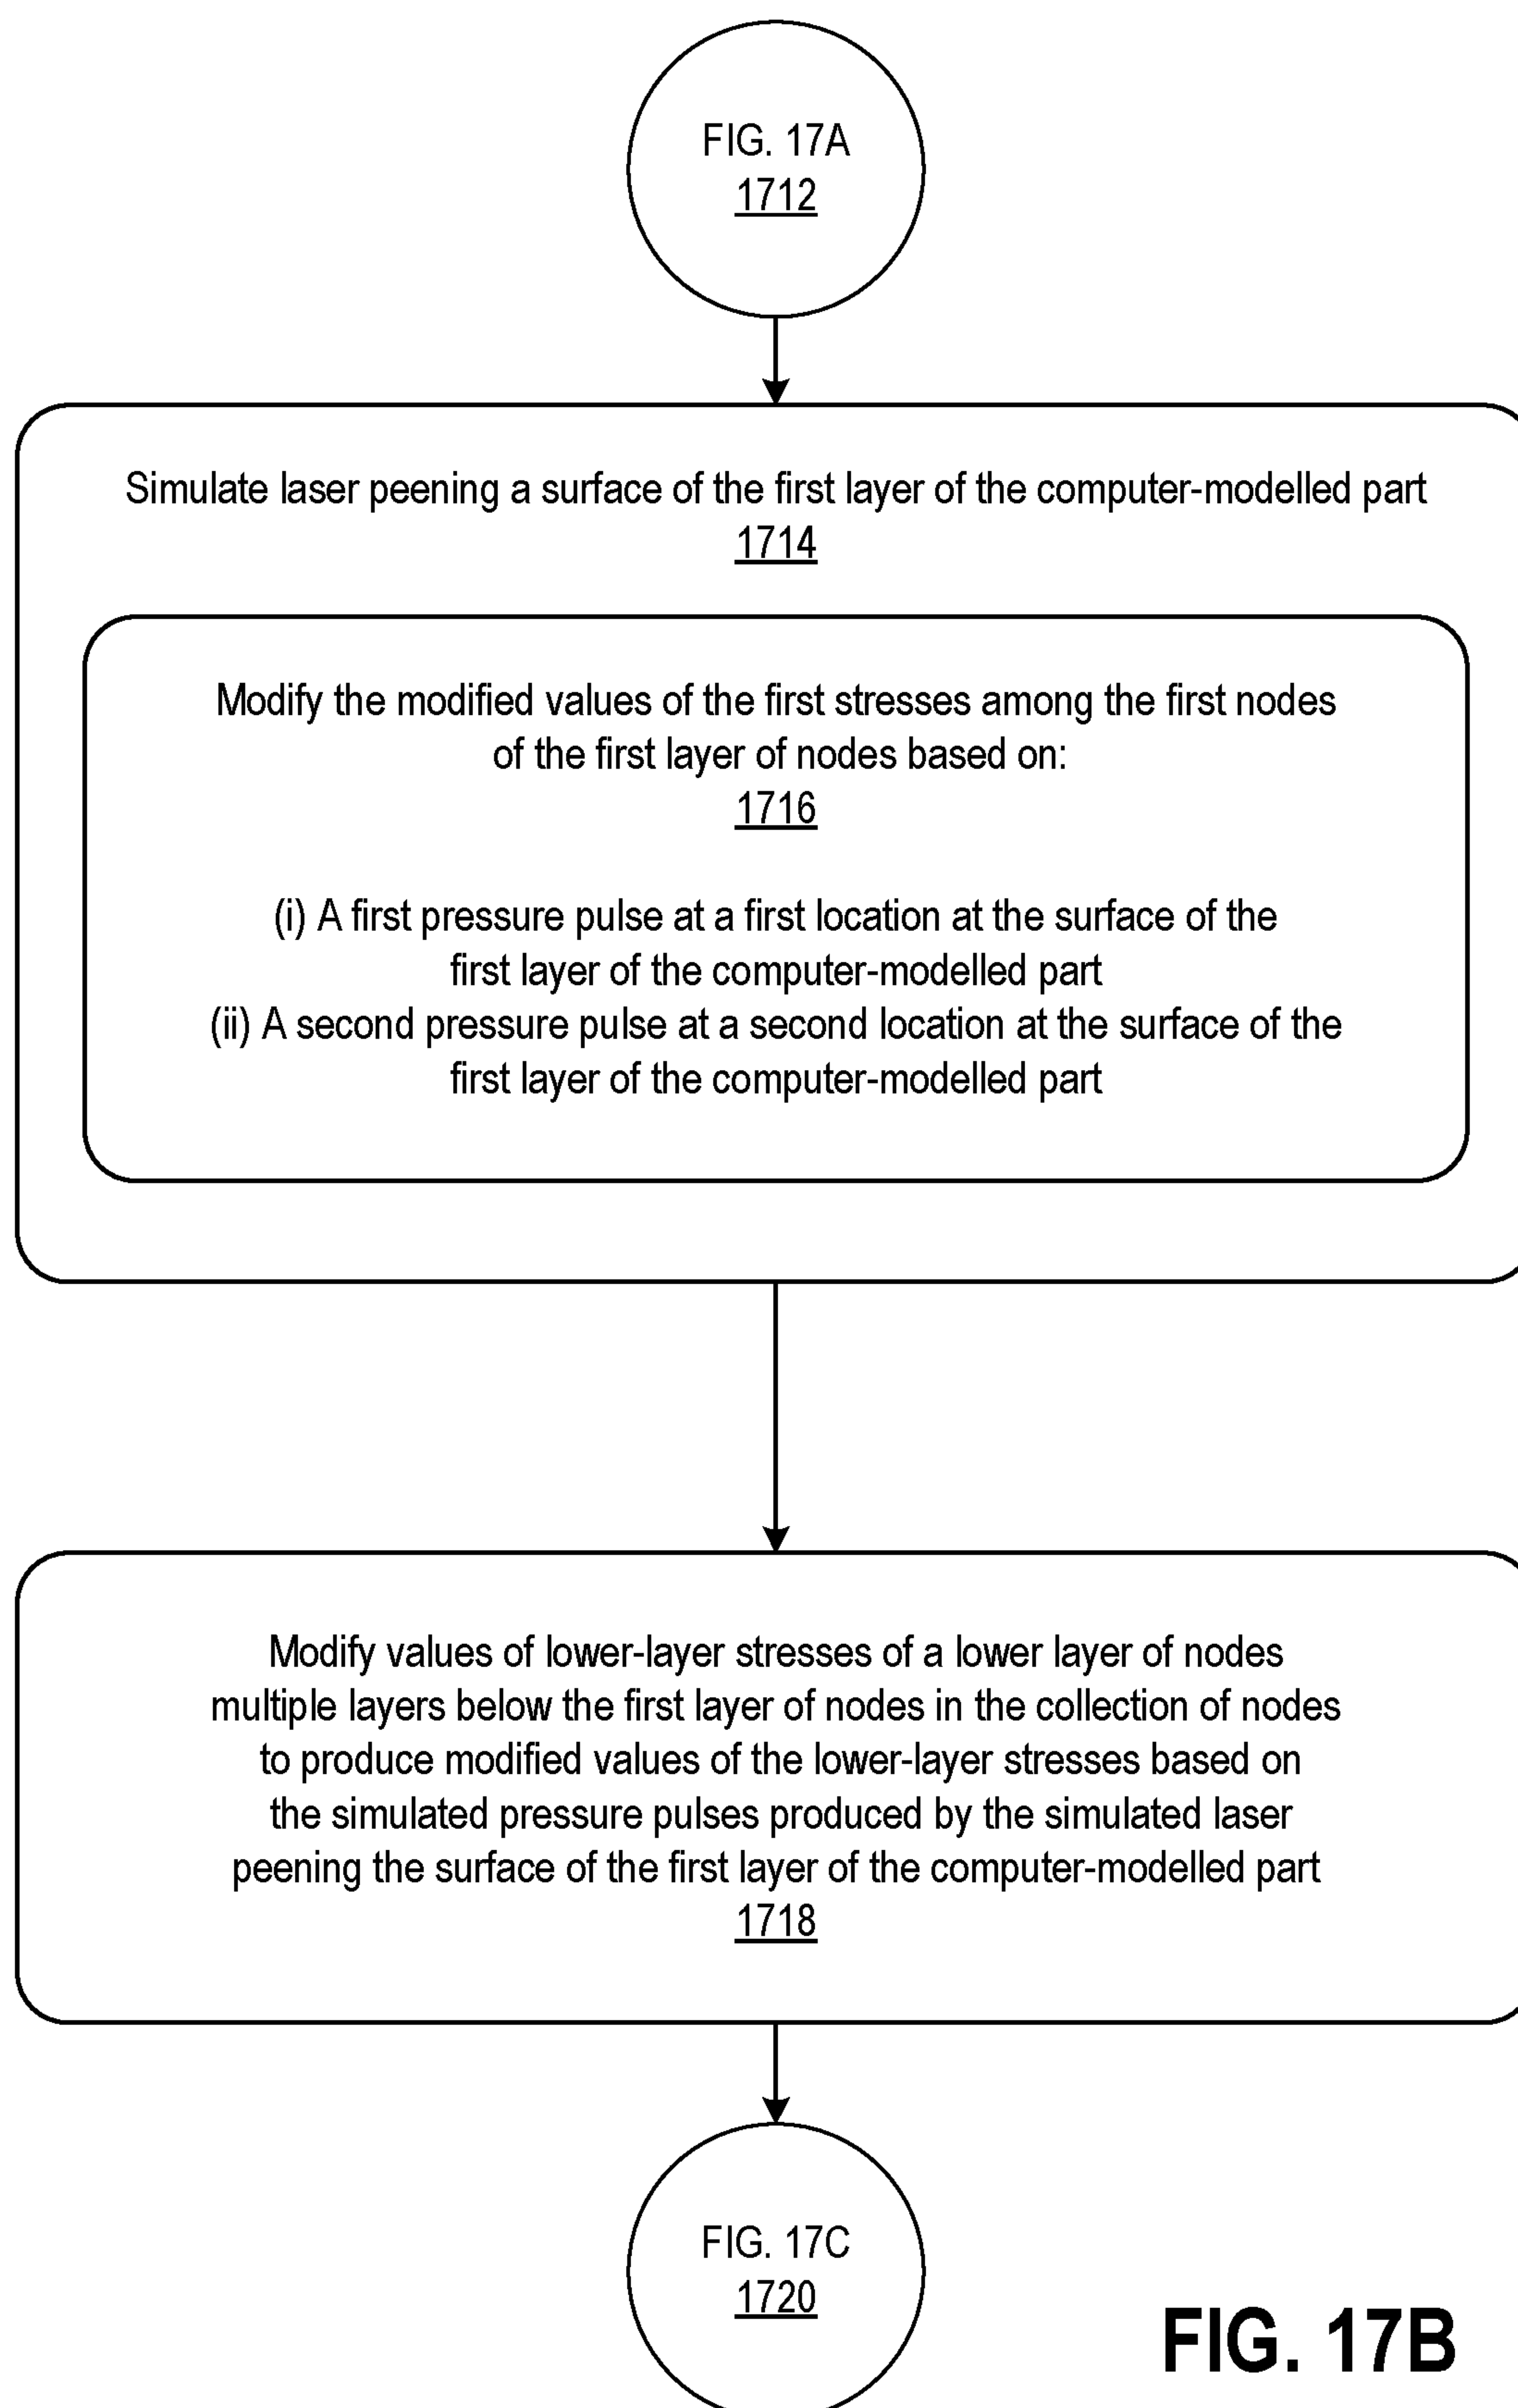 FIG. 17A
1712
Simulate laser peening a surface of the first layer of the computer-modelled part
1714
Modify the modified values of the first stresses among the first nodes
of the first layer of nodes based on:
1716
(i) A first pressure pulse at a first location at the surface of the
first layer of the computer-modelled part
(ii) A second pressure pulse at a second location at the surface of the
first layer of the computer-modelled part
Modify values of lower-layer stresses of a lower layer of nodes
multiple layers below the first layer of nodes in the collection of nodes
to produce modified values of the lower-layer stresses based on
the simulated pressure pulses produced by the simulated laser
peening the surface of the first layer of the computer-modelled part
1718
FIG. 17C
1720
FIG. 17B